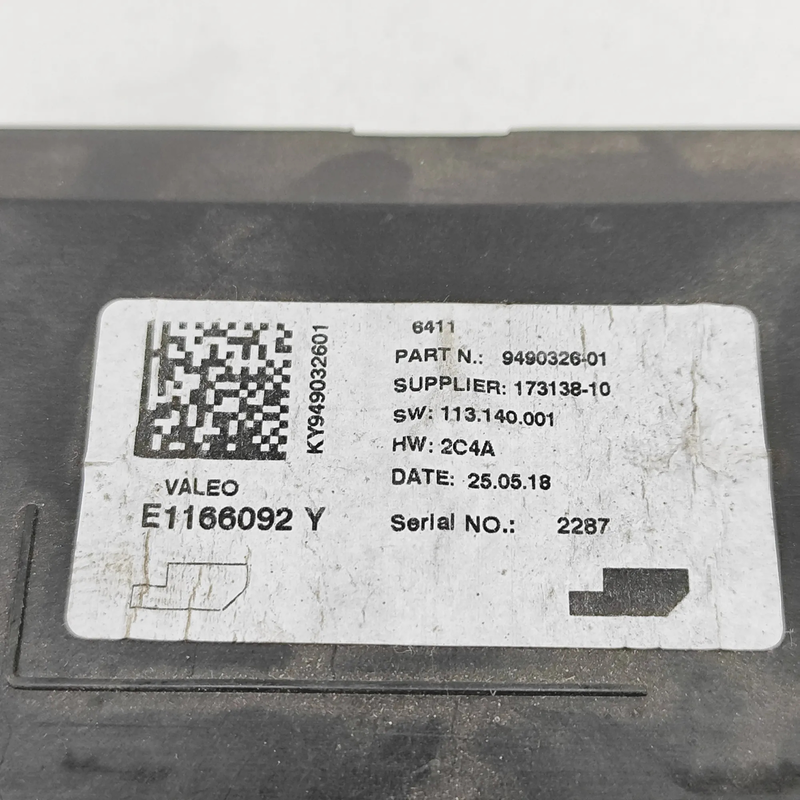 KY949032601
VALEO
E1166092 Y
6411
PART N.: 9490326-01
SUPPLIER: 173138-10
SW: 113.140.001
HW: 2C4A
DATE: 25.05.18
Serial NO.: 2287